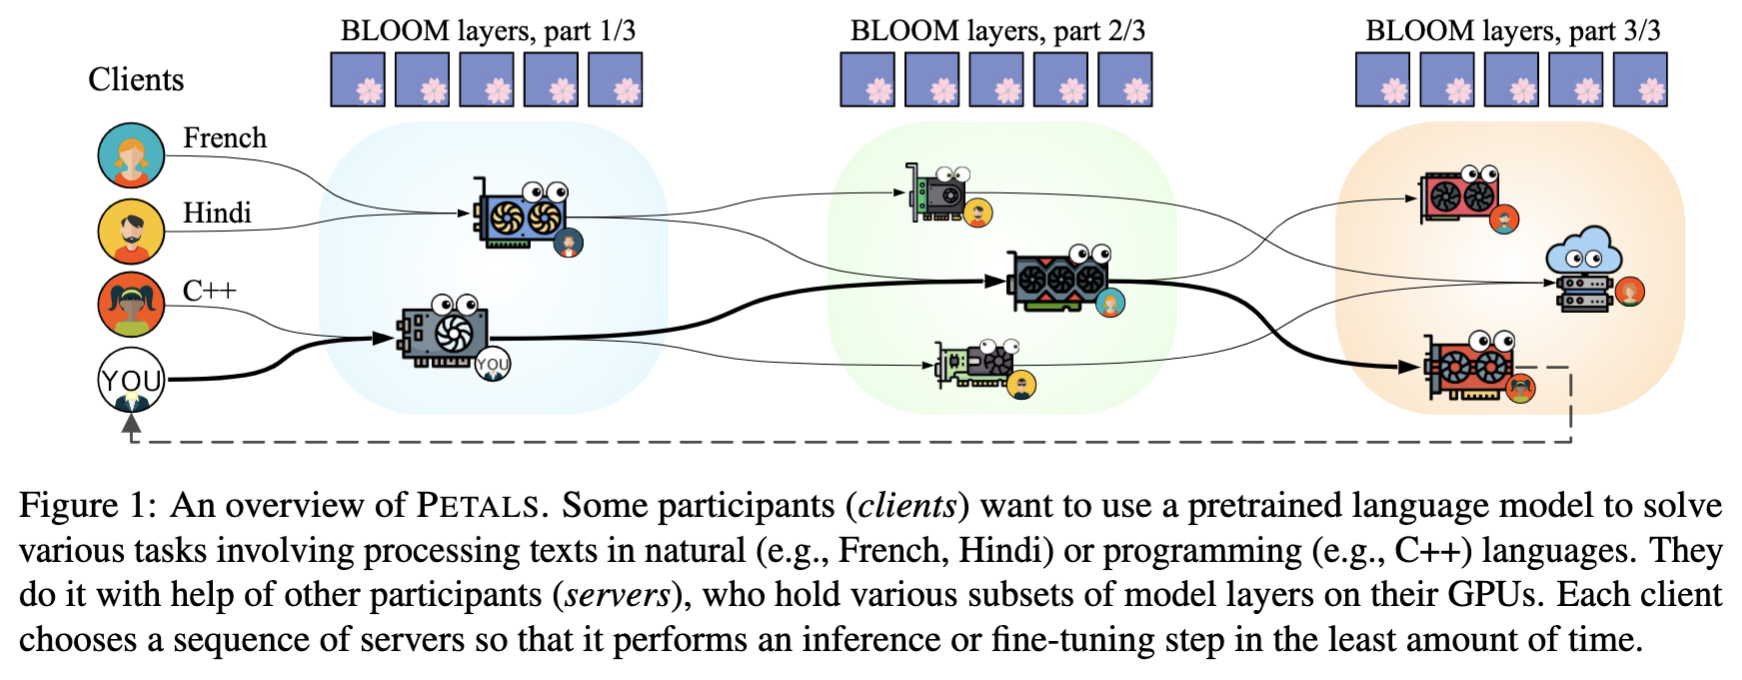 BLOOM layers, part 1/3
BLOOM layers, part 2/3
BLOOM layers, part 3/3
Clients
French
Hindi
C++
YOU
YOU
Figure 1: An overview of PETALS. Some participants (clients) want to use a pretrained language model to solve
various tasks involving processing texts in natural (e.g., French, Hindi) or programming (e.g., C++) languages. They
do it with help of other participants (servers), who hold various subsets of model layers on their GPUs. Each client
chooses a sequence of servers so that it performs an inference or fine-tuning step in the least amount of time.